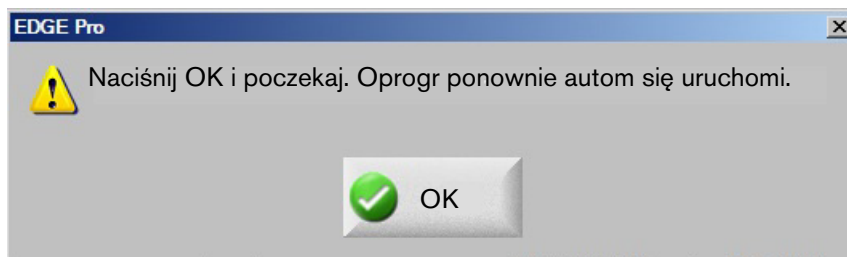 EDGE Pro
Naciśnij OK i poczekaj. Oprogr ponownie autom się uruchomi.
OK